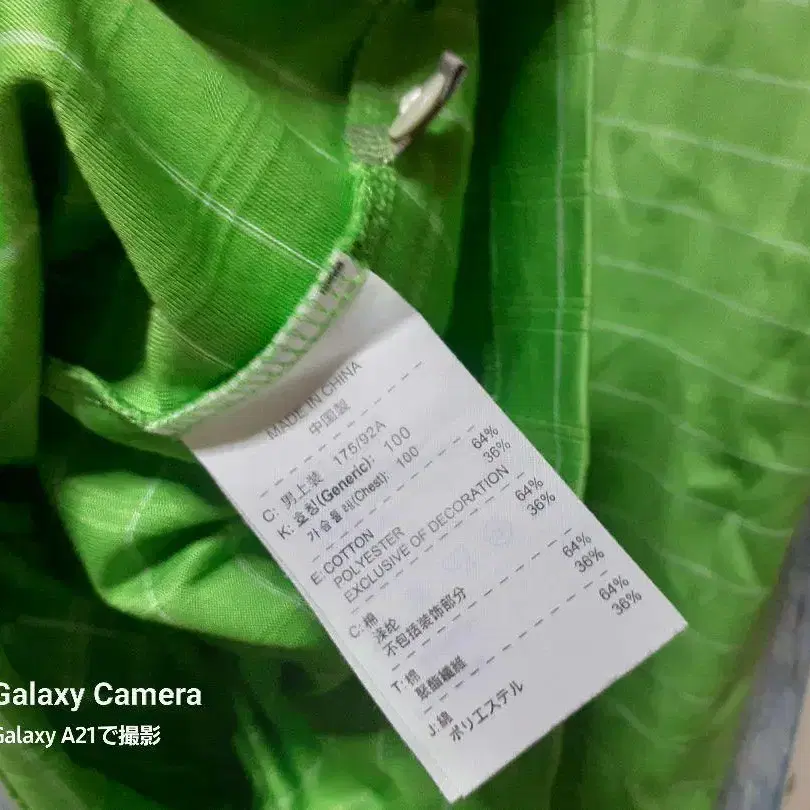 MADE IN CHINA
中国製
C: 男上装 175/92A
K: 호칭(Generic): 100
가슴둘레(Chest): 100
E:COTTON 64%
POLYESTER 36%
EXCLUSIVE OF DECORATION
C: 棉 64%
涤纶 36%
不包括装饰部分
T: 棉 64%
聚酯纖維 36%
J: 綿 64%
ポリエステル 36%
Galaxy Camera
Galaxy A21で撮影